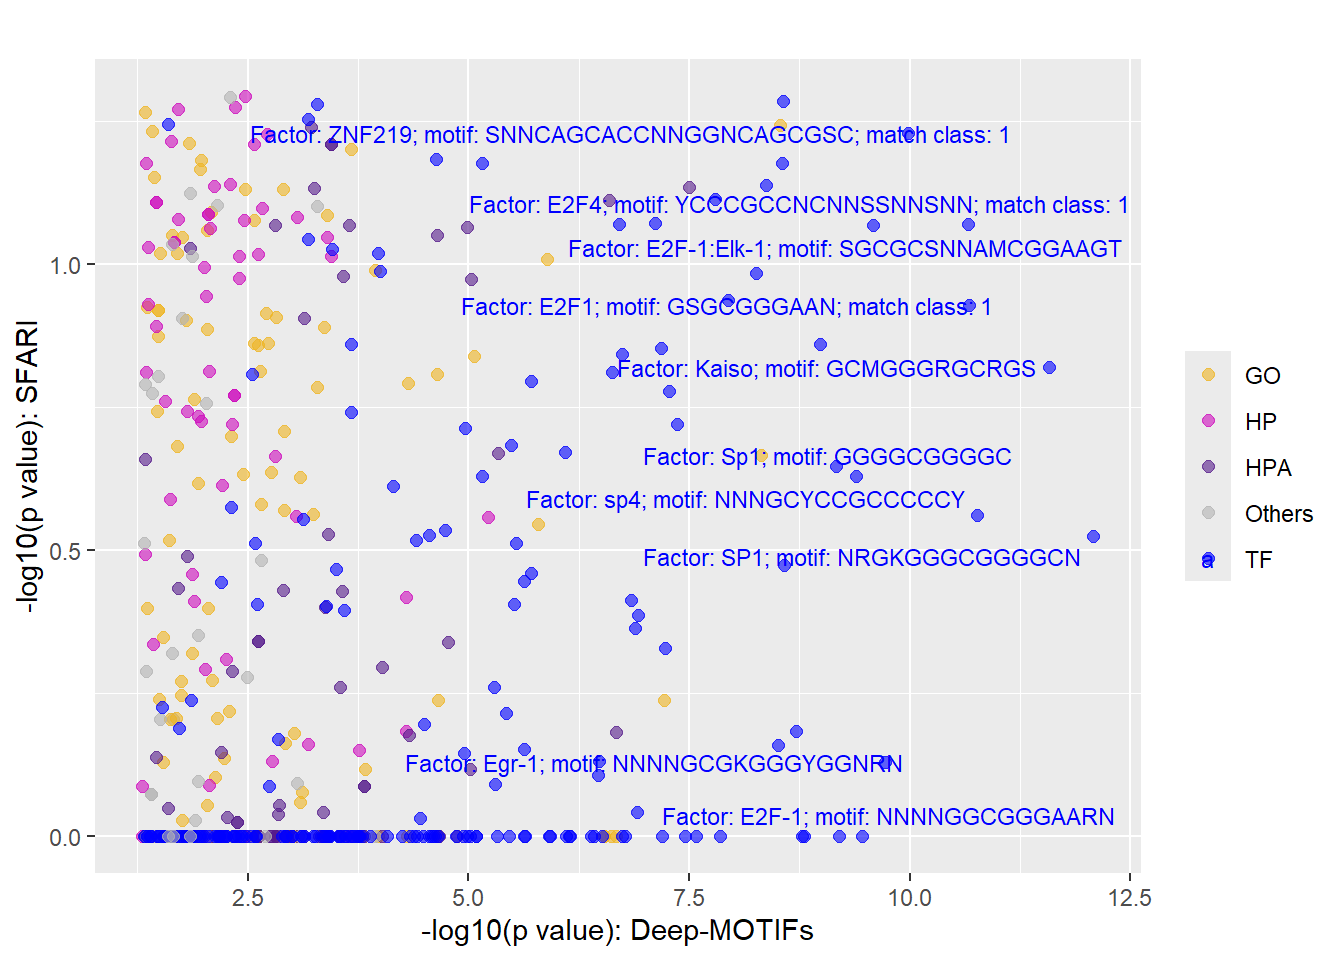 Factor: ZNF219; motif: SNNCAGCACCNNGGNCAGCGSC; match class: 1
Factor: E2F4; motif: YCCCGCCNCNNSSNNSNN; match class: 1
Factor: E2F-1:Elk-1; motif: SGCGCSNNAMCGGAAGT
Factor: E2F1; motif: GSGCGGGAAN; match class: 1
Factor: Kaiso; motif: GCMGGGRGCRGS
Factor: Sp1; motif: GGGGCGGGGC
Factor: sp4; motif: NNNGCYCCGCCCCCY
Factor: SP1; motif: NRGKGGGCGGGGCN
Factor: Egr-1; motif: NNNNGCGKGGGYGGNRN
Factor: E2F-1; motif: NNNNGGCGGGAARN
1.0
0.5
0.0
-log10(p value): SFARI
2.5 5.0 7.5 10.0 12.5
-log10(p value): Deep-MOTIFs
GO
HP
HPA
Others
a TF